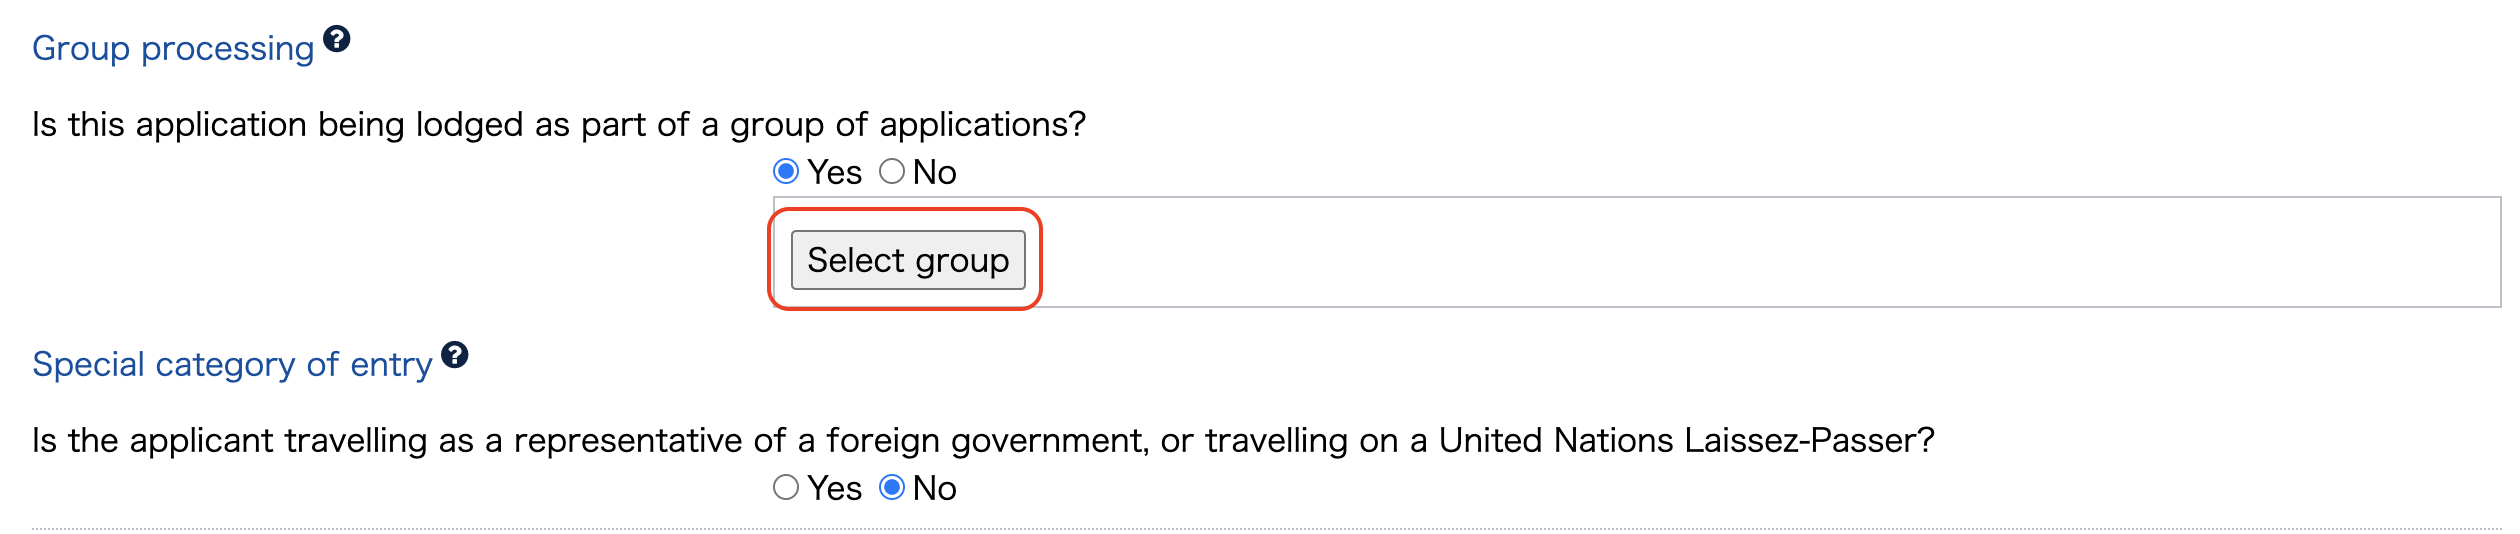 Group processing ?
Is this application being lodged as part of a group of applications?
Yes No
Select group
Special category of entry ?
Is the applicant travelling as a representative of a foreign government, or travelling on a United Nations Laissez-Passer?
Yes No